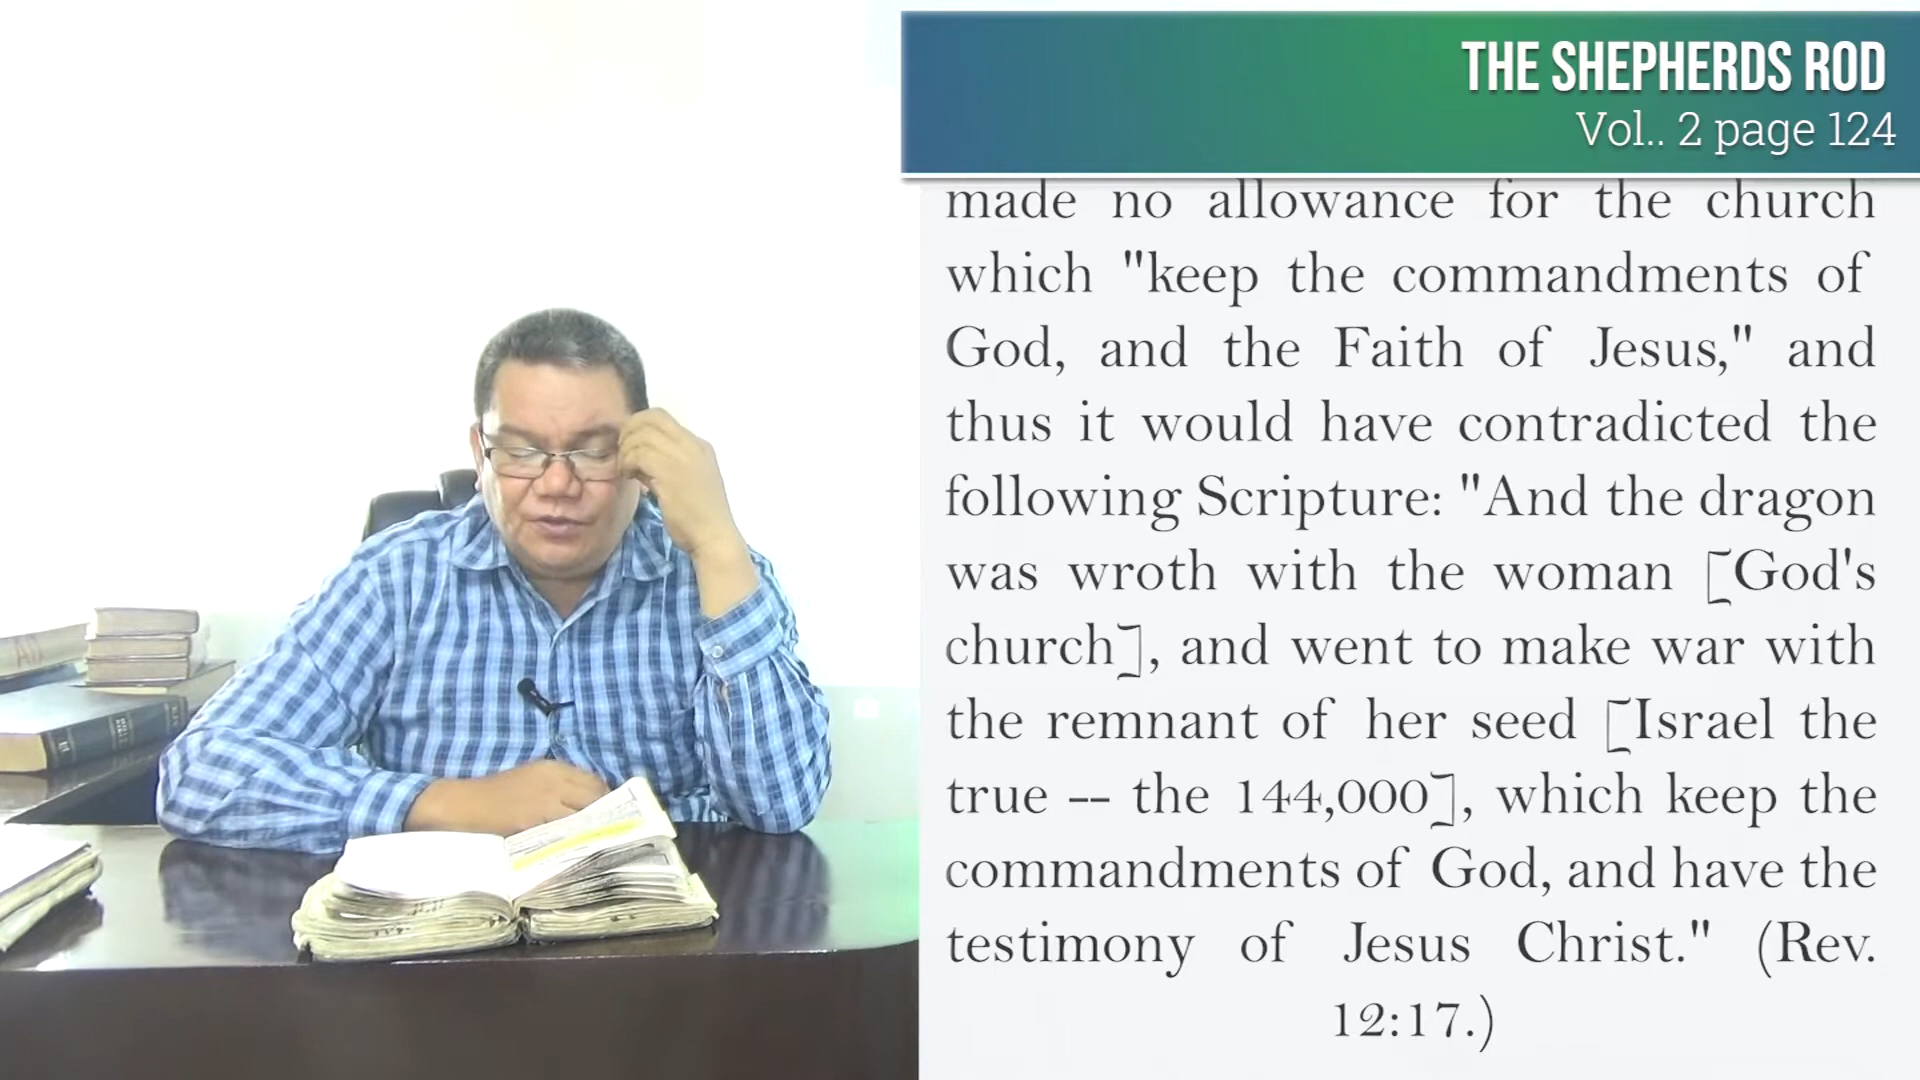 THE SHEPHERDS ROD
Vol.. 2 page 124
made no allowance for the church
which "keep the commandments of
God, and the Faith of Jesus," and
thus it would have contradicted the
following Scripture: "And the dragon
was wroth with the woman [God's
church], and went to make war with
the remnant of her seed [Israel the
true -- the 144,000], which keep the
commandments of God, and have the
testimony of Jesus Christ." (Rev.
12:17.)